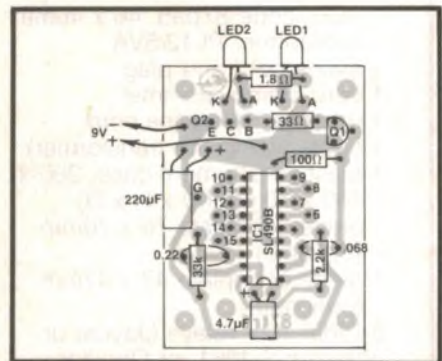 LED2 LED1
1.8Ω
K A K A
9V Q2 E C B 33Ω Q1
+
+ 100Ω
220µF G 10 9
11 8
12 7
13 6
14
15
IC1
SL490B
0.22 33k 2.2k .068
+
4.7µF